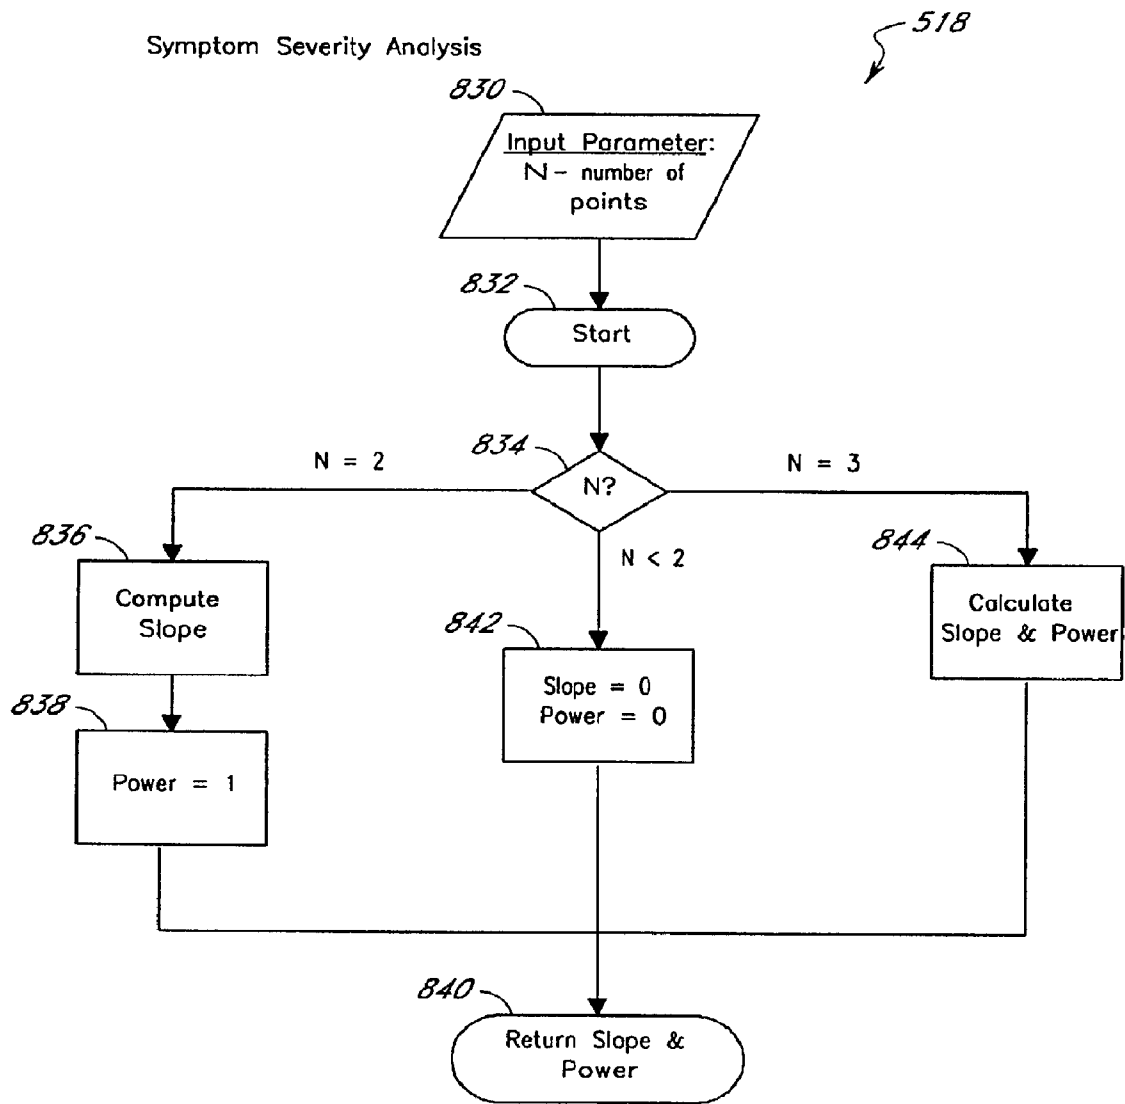 518
Symptom Severity Analysis
830
Input Parameter:
N - number of
points
832
Start
834
N = 2
N = 3
N?
836
N < 2
844
Compute
Slope
842
Calculate
Slope & Power
838
Slope = 0
Power = 0
Power = 1
840
Return Slope &
Power